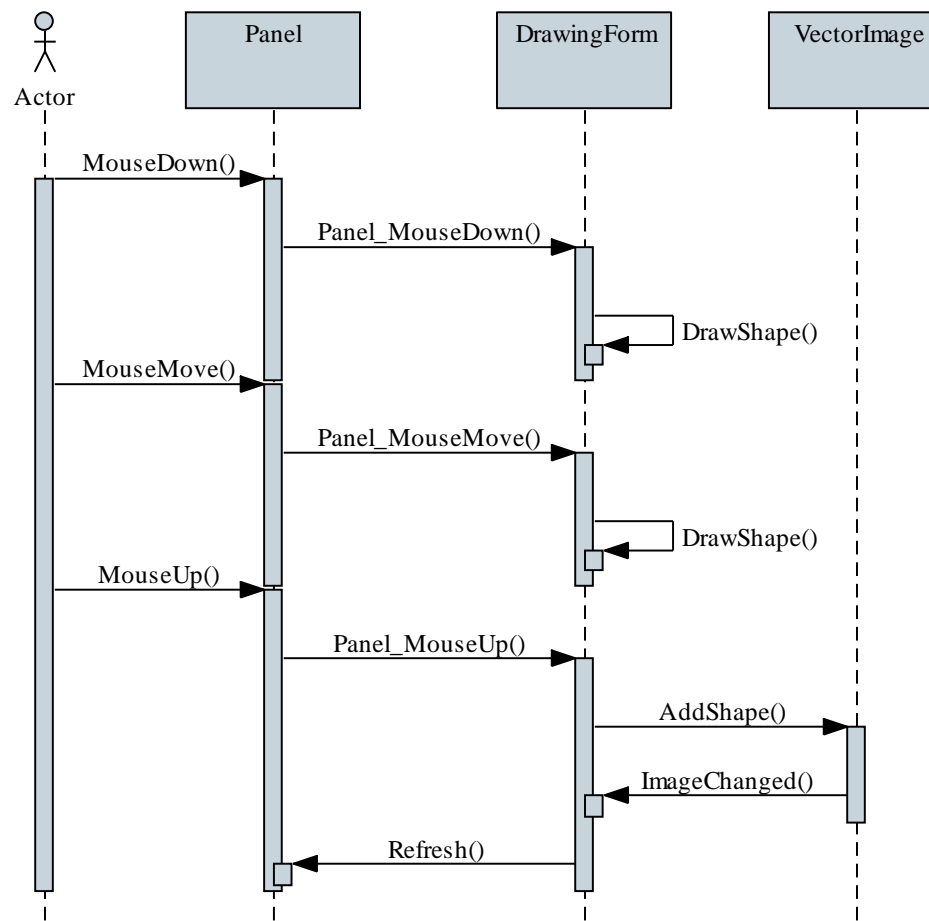 Panel
DrawingForm
VectorImage
Actor
MouseDown()
Panel_MouseDown()
DrawShape()
MouseMove()
Panel_MouseMove()
DrawShape()
MouseUp()
Panel_MouseUp()
AddShape()
ImageChanged()
Refresh()